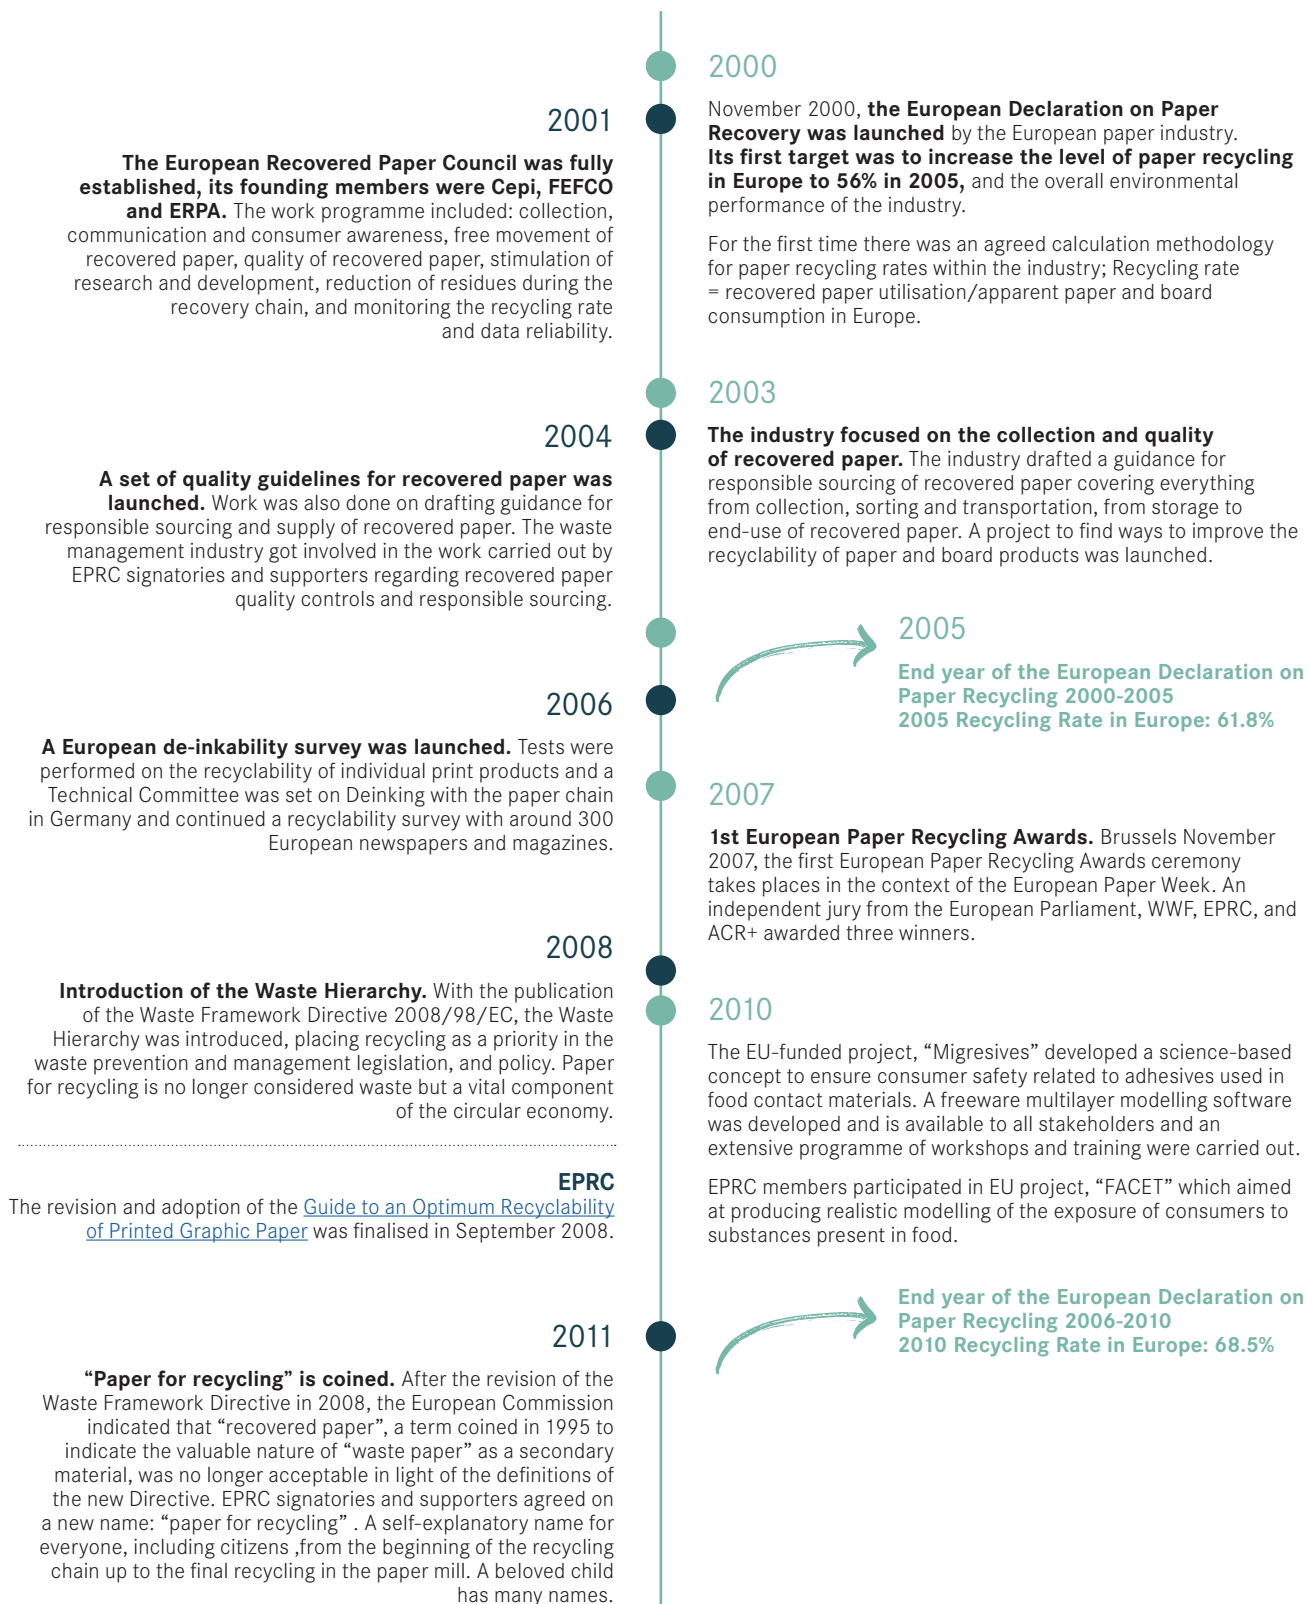 2000
November 2000, the European Declaration on Paper
Recovery was launched by the European paper industry.
Its first target was to increase the level of paper recycling
in Europe to 56% in 2005, and the overall environmental
performance of the industry.
For the first time there was an agreed calculation methodology
for paper recycling rates within the industry; Recycling rate
= recovered paper utilisation/apparent paper and board
consumption in Europe.
2001
The European Recovered Paper Council was fully
established, its founding members were Cepi, FEFCO
and ERPA. The work programme included: collection,
communication and consumer awareness, free movement of
recovered paper, quality of recovered paper, stimulation of
research and development, reduction of residues during the
recovery chain, and monitoring the recycling rate
and data reliability.
2003
The industry focused on the collection and quality
of recovered paper. The industry drafted a guidance for
responsible sourcing of recovered paper covering everything
from collection, sorting and transportation, from storage to
end-use of recovered paper. A project to find ways to improve the
recyclability of paper and board products was launched.
2004
A set of quality guidelines for recovered paper was
launched. Work was also done on drafting guidance for
responsible sourcing and supply of recovered paper. The waste
management industry got involved in the work carried out by
EPRC signatories and supporters regarding recovered paper
quality controls and responsible sourcing.
2005
End year of the European Declaration on
Paper Recycling 2000-2005
2005 Recycling Rate in Europe: 61.8%
2006
A European de-inkability survey was launched. Tests were
performed on the recyclability of individual print products and a
Technical Committee was set on Deinking with the paper chain
in Germany and continued a recyclability survey with around 300
European newspapers and magazines.
2007
1st European Paper Recycling Awards. Brussels November
2007, the first European Paper Recycling Awards ceremony
takes places in the context of the European Paper Week. An
independent jury from the European Parliament, WWF, EPRC, and
ACR+ awarded three winners.
2008
Introduction of the Waste Hierarchy. With the publication
of the Waste Framework Directive 2008/98/EC, the Waste
Hierarchy was introduced, placing recycling as a priority in the
waste prevention and management legislation, and policy. Paper
for recycling is no longer considered waste but a vital component
of the circular economy.
EPRC
The revision and adoption of the Guide to an Optimum Recyclability
of Printed Graphic Paper was finalised in September 2008.
2010
The EU-funded project, “Migresives” developed a science-based
concept to ensure consumer safety related to adhesives used in
food contact materials. A freeware multilayer modelling software
was developed and is available to all stakeholders and an
extensive programme of workshops and training were carried out.
EPRC members participated in EU project, “FACET” which aimed
at producing realistic modelling of the exposure of consumers to
substances present in food.
End year of the European Declaration on
Paper Recycling 2006-2010
2010 Recycling Rate in Europe: 68.5%
2011
“Paper for recycling” is coined. After the revision of the
Waste Framework Directive in 2008, the European Commission
indicated that “recovered paper”, a term coined in 1995 to
indicate the valuable nature of “waste paper” as a secondary
material, was no longer acceptable in light of the definitions of
the new Directive. EPRC signatories and supporters agreed on
a new name: “paper for recycling” . A self-explanatory name for
everyone, including citizens ,from the beginning of the recycling
chain up to the final recycling in the paper mill. A beloved child
has many names.